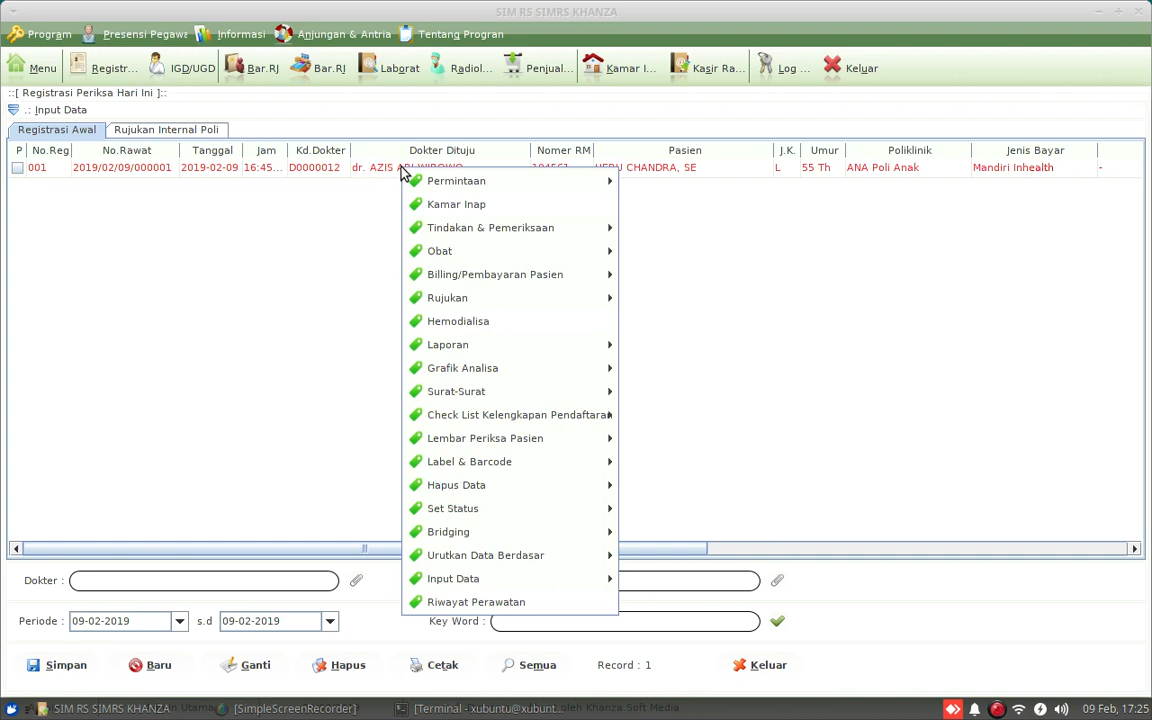 SIM RS SIMRS KHANZA
Program Presensi Pegawa Informasi Anjungan & Antria Tentang Progran
Menu Registr... IGD/UGD Bar.RJ Bar.RJ Laborat Radiol... Penjual... Kamar I... Kasir Ra... Log ... Keluar
::[ Registrasi Periksa Hari Ini ]::
.: Input Data
Registrasi Awal Rujukan Internal Poli
P No.Reg No.Rawat Tanggal Jam Kd.Dokter Dokter Dituju Nomer RM Pasien J.K. Umur Poliklinik Jenis Bayar
001 2019/02/09/000001 2019-02-09 16:45... D0000012 dr. AZIS CHANDRA, SE L 55 Th ANA Poli Anak Mandiri Inhealth -
Permintaan
Kamar Inap
Tindakan & Pemeriksaan
Obat
Billing/Pembayaran Pasien
Rujukan
Hemodialisa
Laporan
Grafik Analisa
Surat-Surat
Check List Kelengkapan Pendaftaran
Lembar Periksa Pasien
Label & Barcode
Hapus Data
Set Status
Bridging
Urutkan Data Berdasar
Input Data
Riwayat Perawatan
Dokter :
Periode : 09-02-2019 s.d 09-02-2019 Key Word :
Simpan Baru Ganti Hapus Cetak Semua Record : 1 Keluar
SIM RS SIMRS KHANZA [SimpleScreenRecorder] [Terminal - xubuntu@xubunt... 09 Feb, 17:25